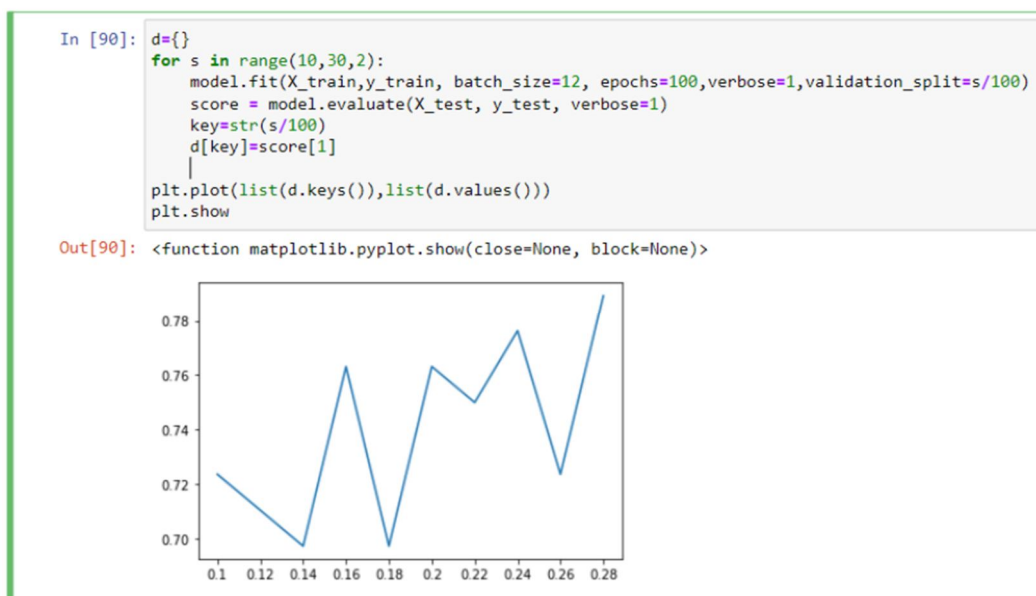 In [90]: d={}
for s in range(10,30,2):
    model.fit(X_train,y_train, batch_size=12, epochs=100,verbose=1,validation_split=s/100)
    score = model.evaluate(X_test, y_test, verbose=1)
    key=str(s/100)
    d[key]=score[1]
plt.plot(list(d.keys()),list(d.values()))
plt.show
Out[90]: <function matplotlib.pyplot.show(close=None, block=None)>
0.78
0.76
0.74
0.72
0.70
0.1 0.12 0.14 0.16 0.18 0.2 0.22 0.24 0.26 0.28